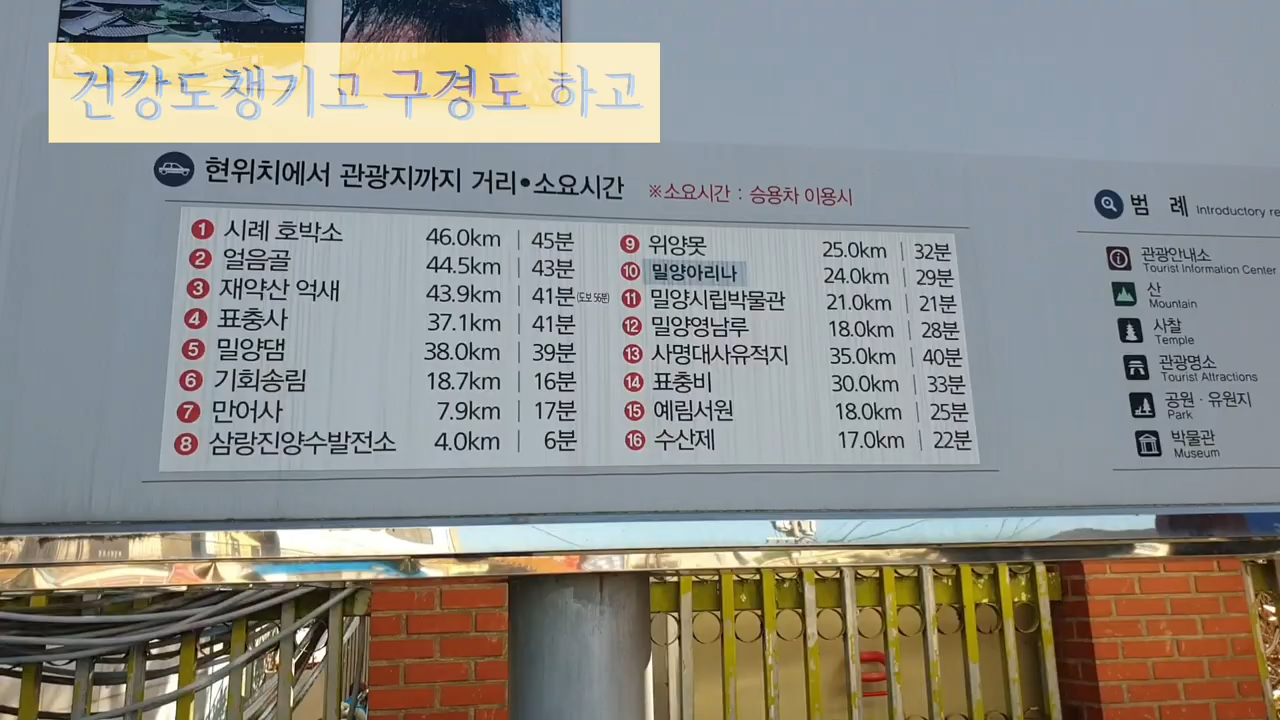 건강도챙기고 구경도 하고
현위치에서 관광지까지 거리•소요시간 ※소요시간 : 승용차 이용시
1 시례 호박소 46.0km | 45분
2 얼음골 44.5km | 43분
3 재약산 억새 43.9km | 41분(도보 56분)
4 표충사 37.1km | 41분
5 밀양댐 38.0km | 39분
6 기회송림 18.7km | 16분
7 만어사 7.9km | 17분
8 삼랑진양수발전소 4.0km | 6분
9 위양못 25.0km | 32분
10 밀양아리나 24.0km | 29분
11 밀양시립박물관 21.0km | 21분
12 밀양영남루 18.0km | 28분
13 사명대사유적지 35.0km | 40분
14 표충비 30.0km | 33분
15 예림서원 18.0km | 25분
16 수산제 17.0km | 22분
범 례 Introductory re
관광안내소
Tourist Information Center
산
Mountain
사찰
Temple
관광명소
Tourist Attractions
공원 · 유원지
Park
박물관
Museum